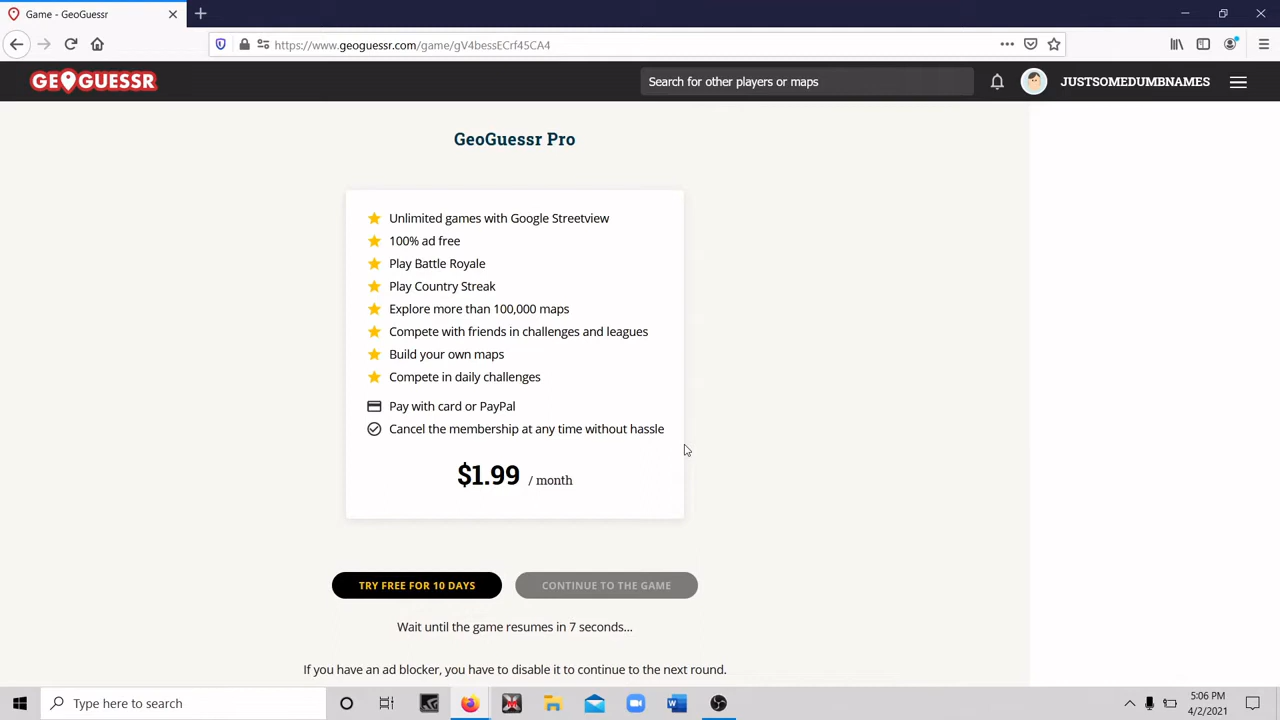 Game - GeoGuessr
https://www.geoguessr.com/game/gV4bessECrf45CA4
GEOGUESSR
Search for other players or maps
JUSTSOMEDUMBNAMES
GeoGuessr Pro
Unlimited games with Google Streetview
100% ad free
Play Battle Royale
Play Country Streak
Explore more than 100,000 maps
Compete with friends in challenges and leagues
Build your own maps
Compete in daily challenges
Pay with card or PayPal
Cancel the membership at any time without hassle
$1.99 / month
TRY FREE FOR 10 DAYS
CONTINUE TO THE GAME
Wait until the game resumes in 7 seconds...
If you have an ad blocker, you have to disable it to continue to the next round.
Type here to search
5:06 PM
4/2/2021